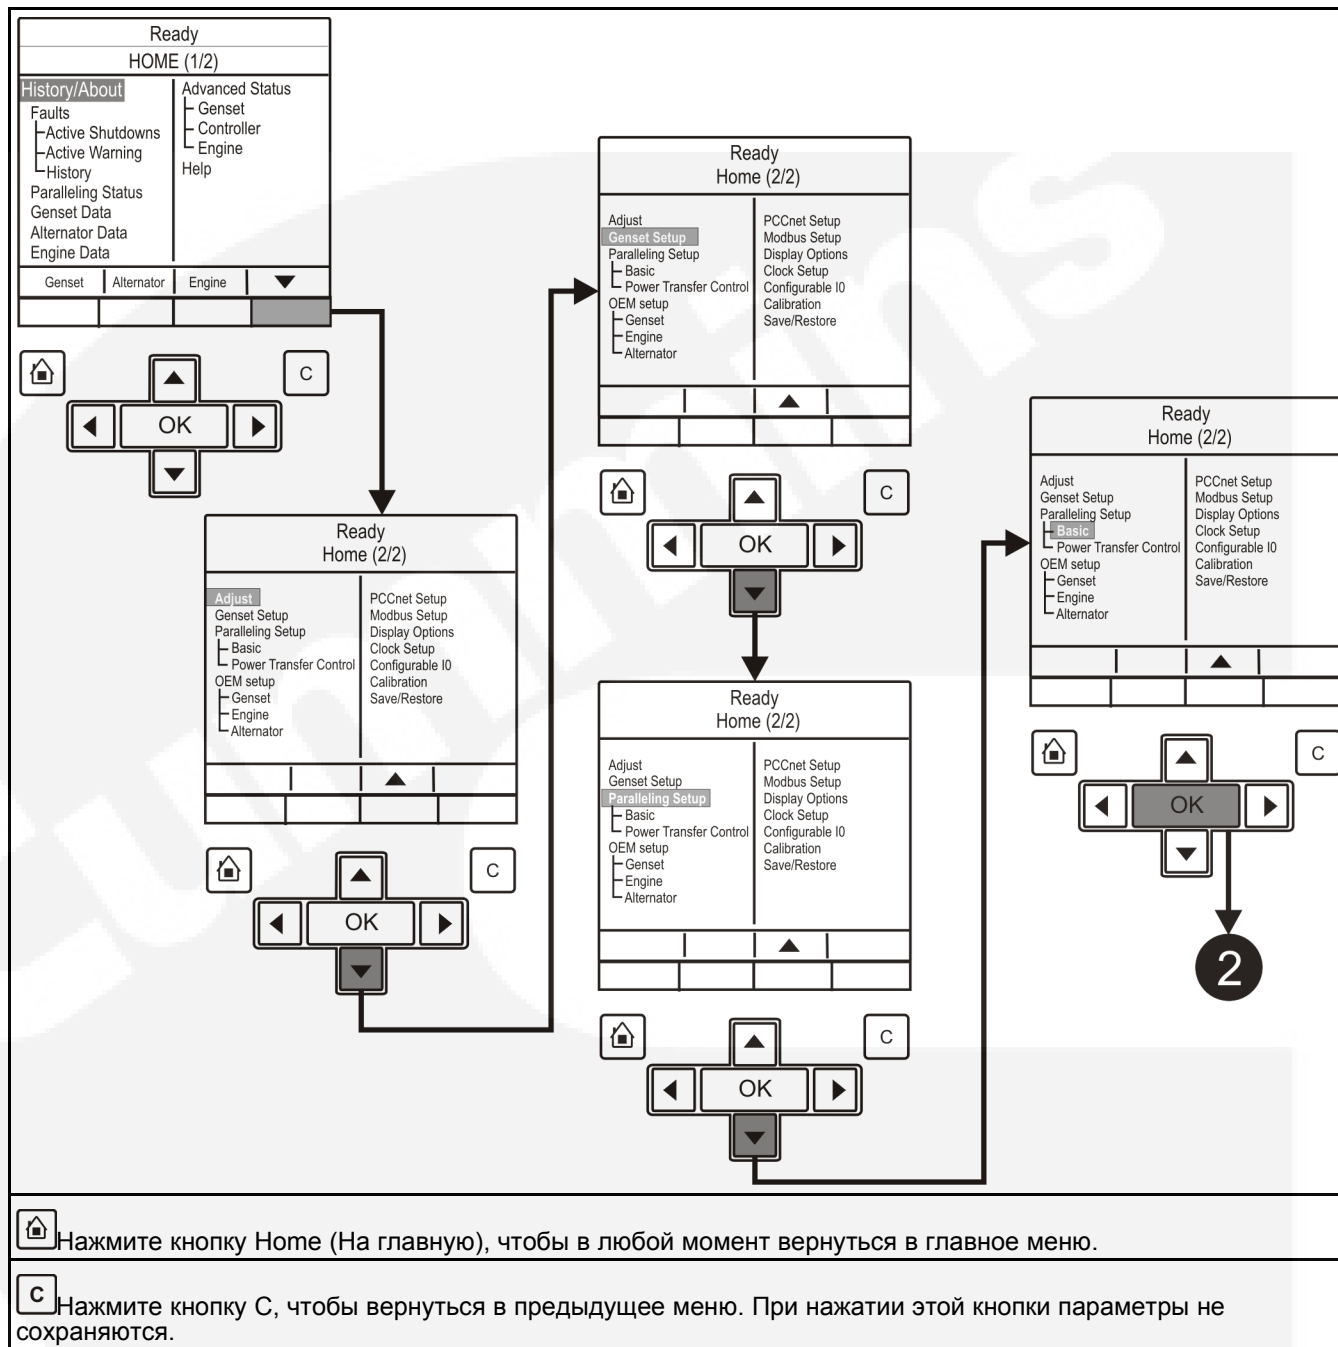 Ready
HOME (1/2)
History/About
Faults
Active Shutdowns
Active Warning
History
Paralleling Status
Genset Data
Alternator Data
Engine Data
Advanced Status
Genset
Controller
Engine
Help
Genset
Alternator
Engine
C
OK
Ready
Home (2/2)
Adjust
Genset Setup
Paralleling Setup
Basic
Power Transfer Control
OEM setup
Genset
Engine
Alternator
PCCnet Setup
Modbus Setup
Display Options
Clock Setup
Configurable I0
Calibration
Save/Restore
C
OK
Ready
Home (2/2)
Adjust
Genset Setup
Paralleling Setup
Basic
Power Transfer Control
OEM setup
Genset
Engine
Alternator
PCCnet Setup
Modbus Setup
Display Options
Clock Setup
Configurable I0
Calibration
Save/Restore
C
OK
Ready
Home (2/2)
Adjust
Genset Setup
Paralleling Setup
Basic
Power Transfer Control
OEM setup
Genset
Engine
Alternator
PCCnet Setup
Modbus Setup
Display Options
Clock Setup
Configurable I0
Calibration
Save/Restore
C
OK
Ready
Home (2/2)
Adjust
Genset Setup
Paralleling Setup
Basic
Power Transfer Control
OEM setup
Genset
Engine
Alternator
PCCnet Setup
Modbus Setup
Display Options
Clock Setup
Configurable I0
Calibration
Save/Restore
C
OK
2
Нажмите кнопку Home (На главную), чтобы в любой момент вернуться в главное меню.
C Нажмите кнопку C, чтобы вернуться в предыдущее меню. При нажатии этой кнопки параметры не
сохраняются.
Cummins